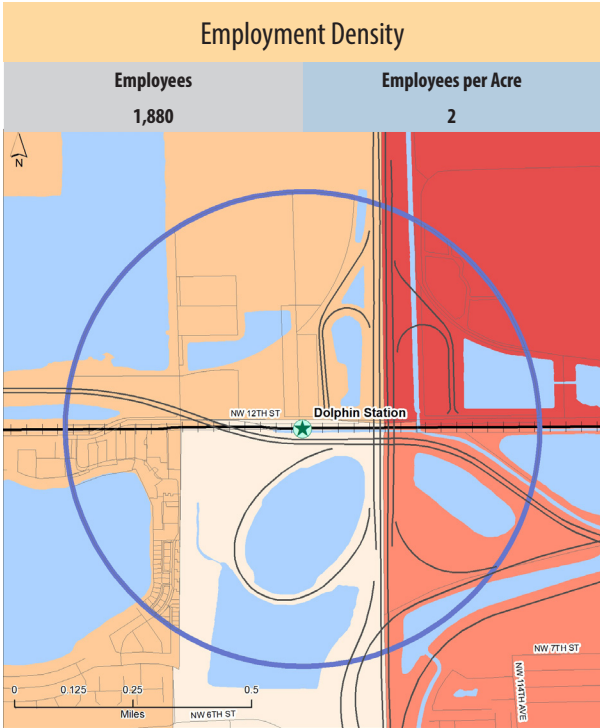 Employment Density
Employees
Employees per Acre
1,880
2
N
NW 12TH ST
Dolphin Station
NW 7TH ST
NW 114TH AVE
0 0.125 0.25 0.5
Miles
NW 6TH ST